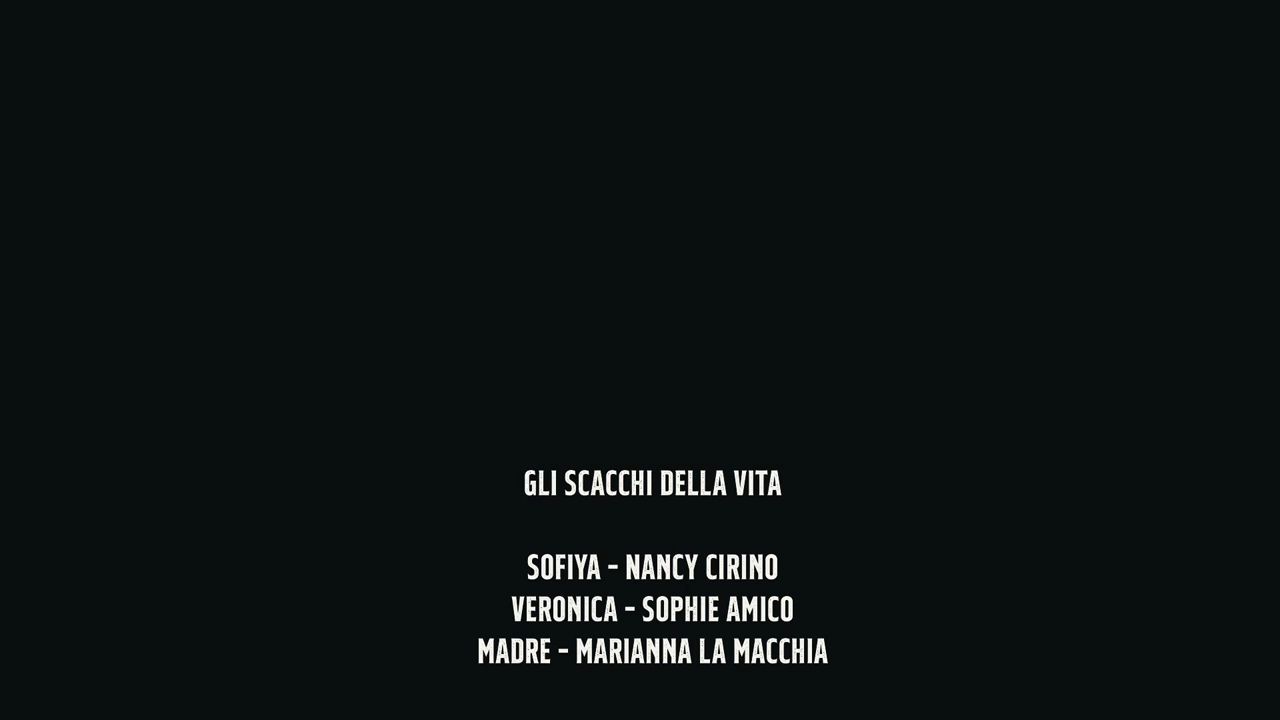 GLI SCACCHI DELLA VITA
SOFIYA - NANCY CIRINO
VERONICA - SOPHIE AMICO
MADRE - MARIANNA LA MACCHIA